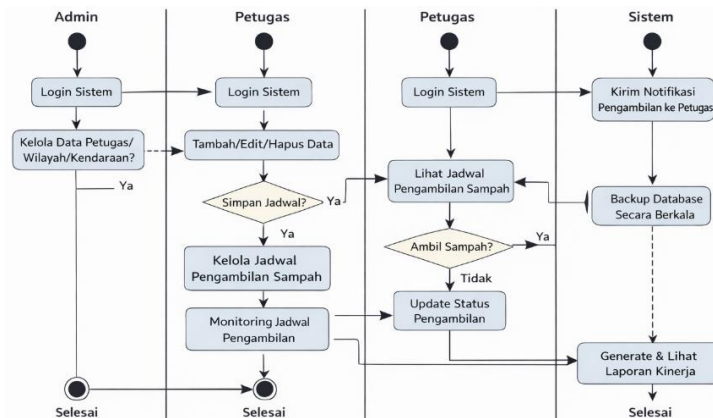 Admin
Petugas
Petugas
Sistem
Login Sistem
Login Sistem
Login Sistem
Kirim Notifikasi
Pengambilan ke Petugas
Kelola Data Petugas/
Wilayah/Kendaraan?
Tambah/Edit/Hapus Data
Lihat Jadwal
Pengambilan Sampah
Ya
Simpan Jadwal?
Ya
Backup Database
Secara Berkala
Ya
Ambil Sampah?
Ya
Kelola Jadwal
Pengambilan Sampah
Tidak
Update Status
Pengambilan
Monitoring Jadwal
Pengambilan
Generate & Lihat
Laporan Kinerja
Selesai
Selesai
Selesai